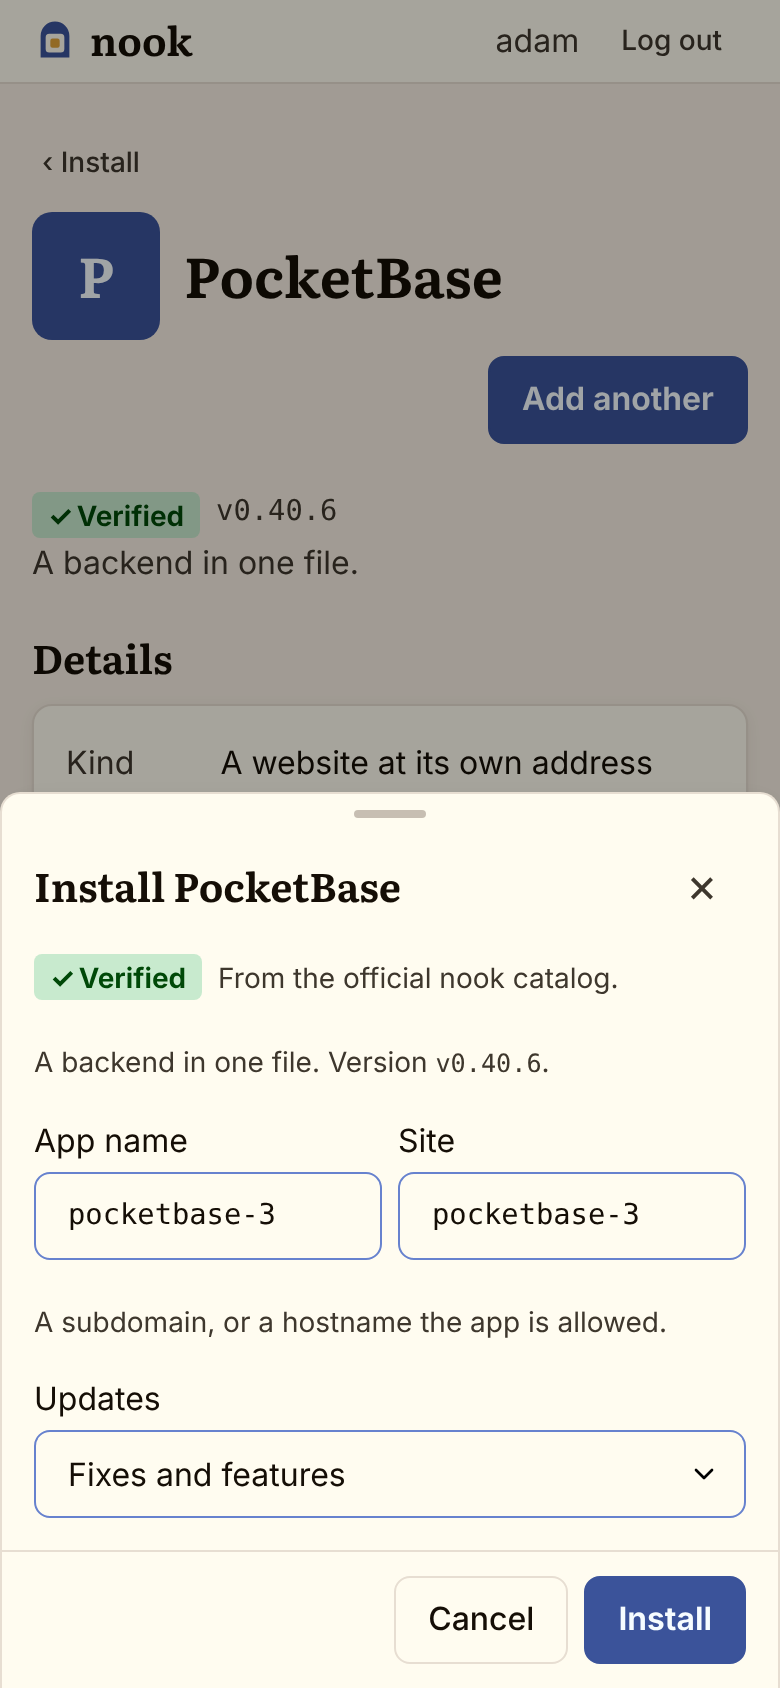 nook
adam
Log out
‹ Install
P
PocketBase
Add another
✓ Verified v0.40.6
A backend in one file.
Details
Kind A website at its own address
Install PocketBase ✕
✓ Verified From the official nook catalog.
A backend in one file. Version v0.40.6.
App name
Site
pocketbase-3
pocketbase-3
A subdomain, or a hostname the app is allowed.
Updates
Fixes and features
Cancel
Install